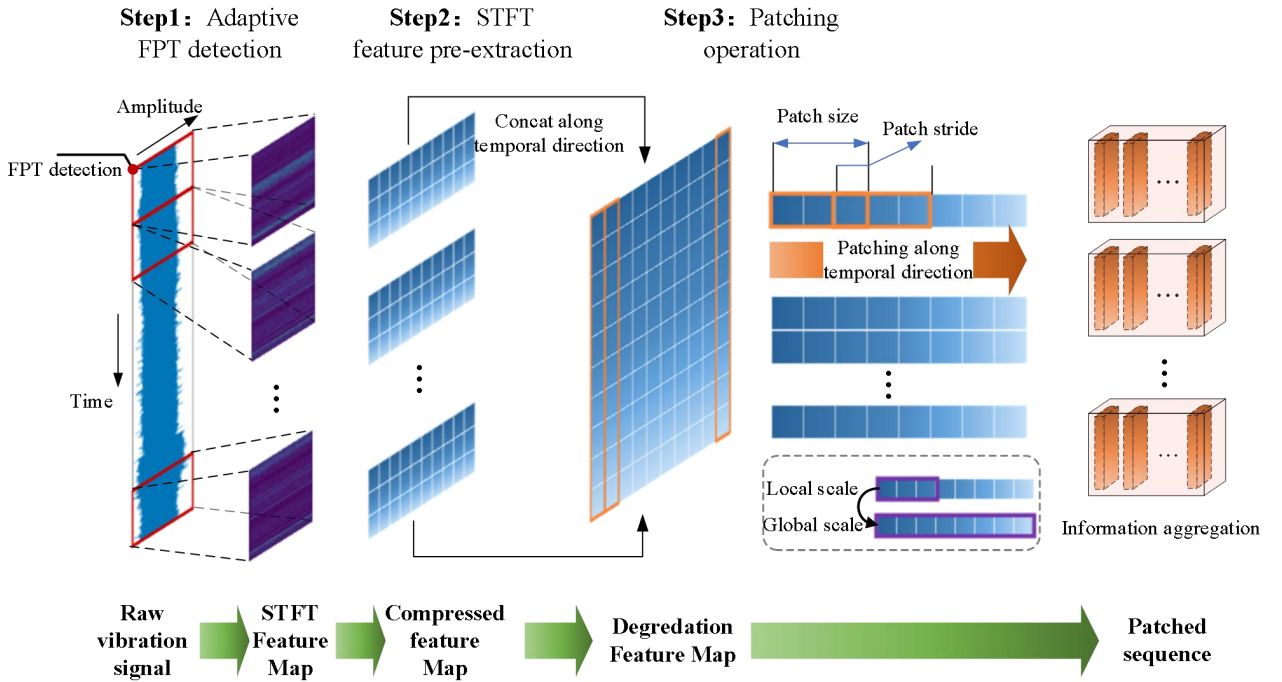 Step1：Adaptive
FPT detection
Step2：STFT
feature pre-extraction
Step3：Patching
operation
Amplitude
FPT detection
Time
Concat along
temporal direction
Patch size
Patch stride
Patching along
temporal direction
Local scale
Global scale
Information aggregation
Raw
vibration
signal
STFT
Feature
Map
Compressed
feature
Map
Degredation
Feature Map
Patched
sequence